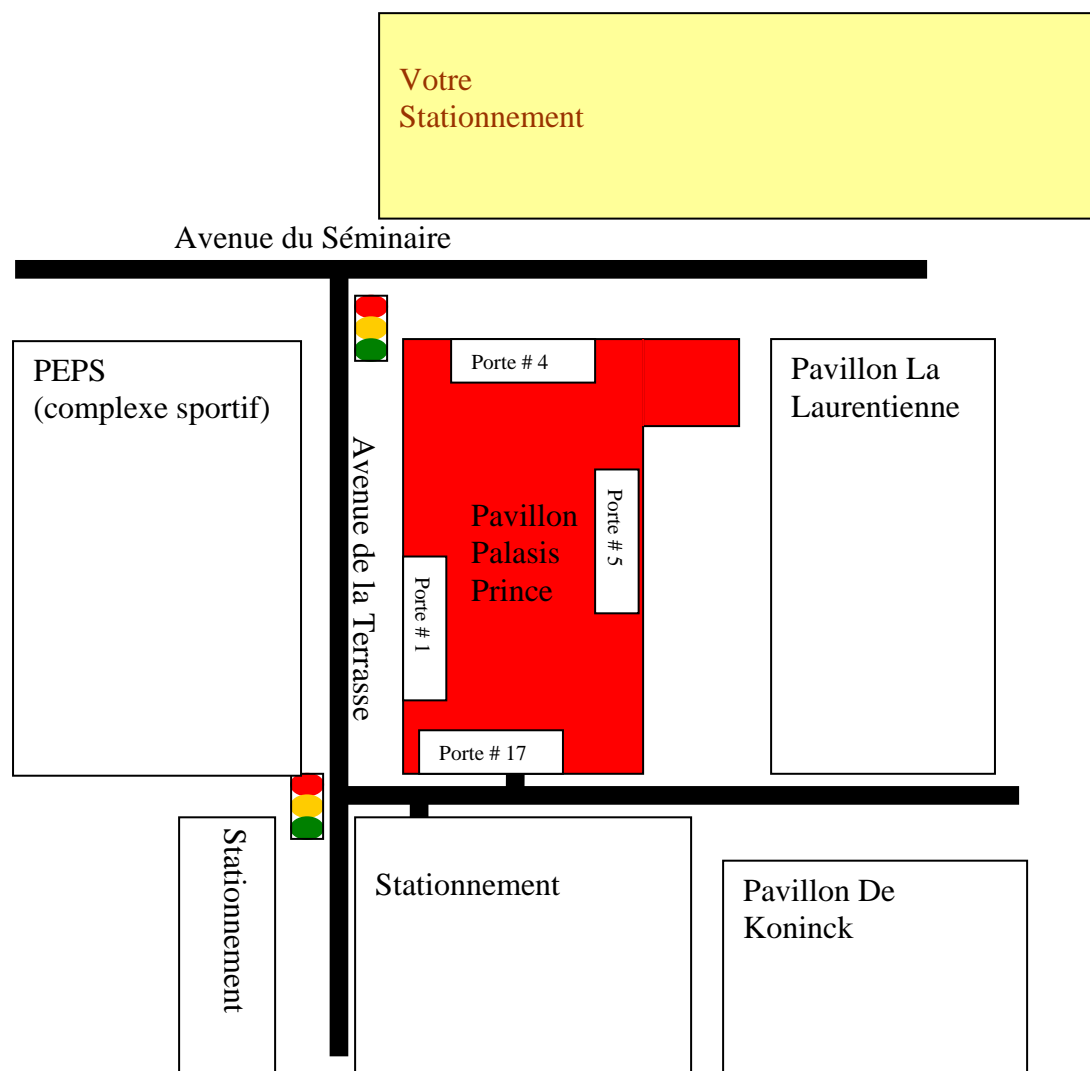 Votre
Stationnement
Avenue du Séminaire
PEPS
(complexe sportif)
Porte # 4
Pavillon La
Laurentienne
Avenue de la Terrasse
Pavillon
Palasis
Prince
Porte # 5
Porte # 1
Porte # 17
Stationnement
Stationnement
Pavillon De
Koninck